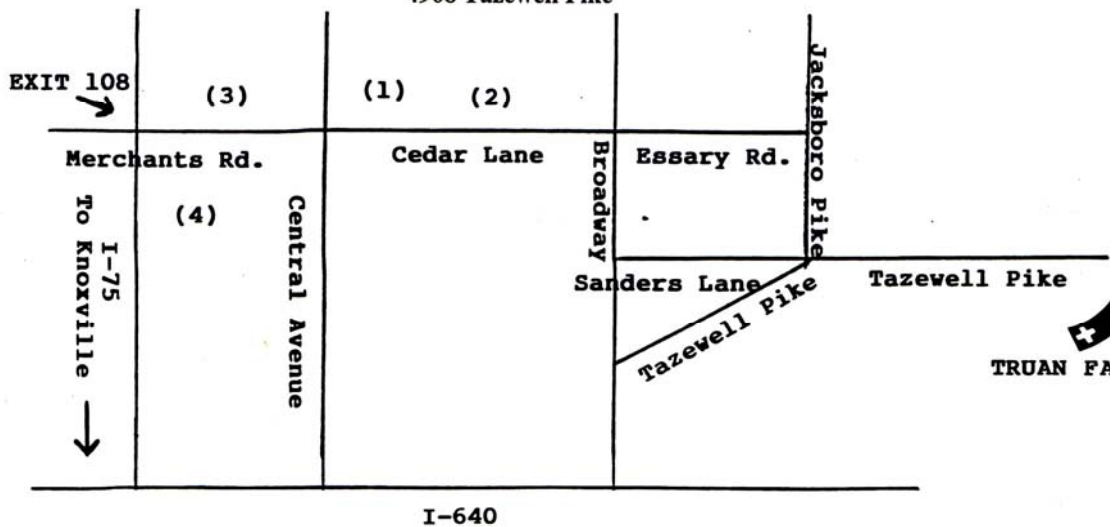 EXIT 108
(3)
(1)
(2)
Jacksboro Pike
Merchants Rd.
Cedar Lane
Broadway
Essary Rd.
(4)
I-75
To Knoxville
Central Avenue
Sanders Lane
Tazewell Pike
Tazewell Pike
TRUAN FA
I-640